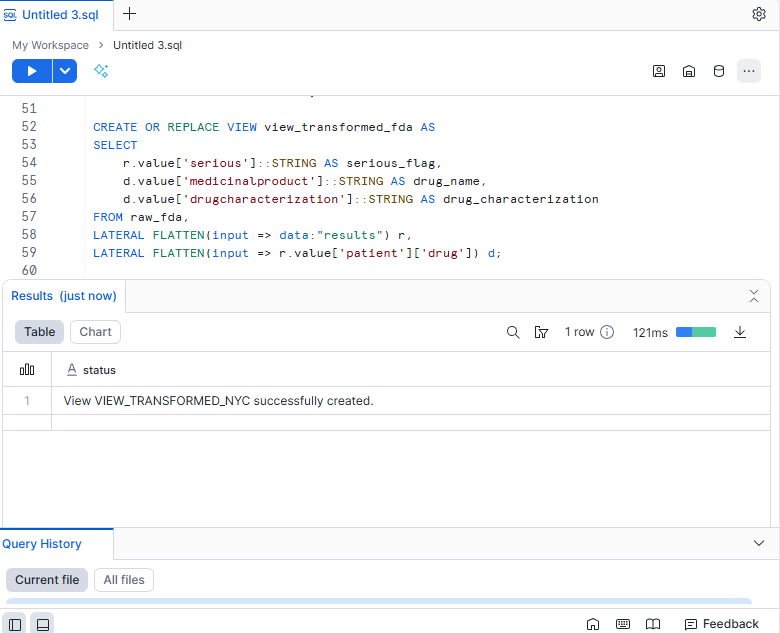 SQL Untitled 3.sql
My Workspace > Untitled 3.sql
51
52 CREATE OR REPLACE VIEW view_transformed_fda AS
53 SELECT
54 r.value['serious']::STRING AS serious_flag,
55 d.value['medicinalproduct']::STRING AS drug_name,
56 d.value['drugcharacterization']::STRING AS drug_characterization
57 FROM raw_fda,
58 LATERAL FLATTEN(input => data:"results") r,
59 LATERAL FLATTEN(input => r.value['patient']['drug']) d;
60
Results (just now)
Table Chart 1 row 121ms
A status
1 View VIEW_TRANSFORMED_NYC successfully created.
Query History
Current file All files
Feedback